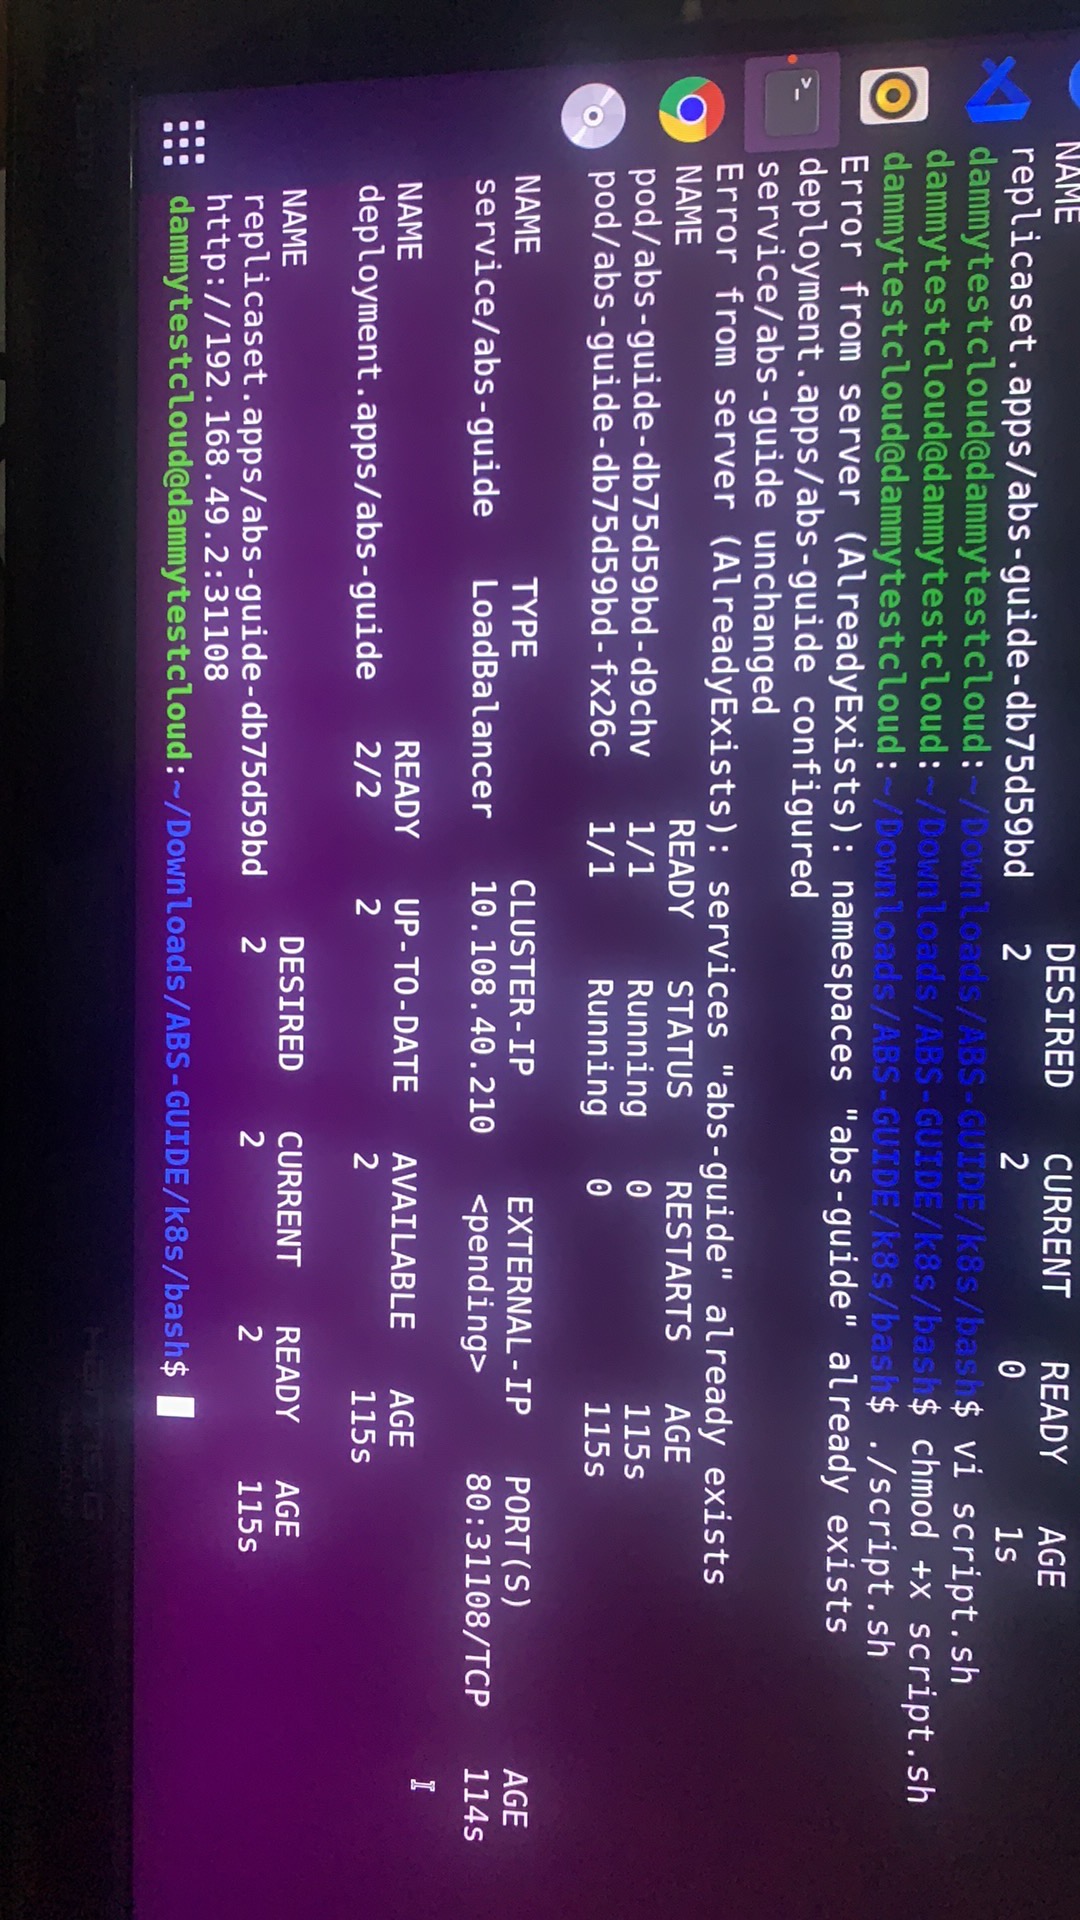 NAME DESIRED CURRENT READY AGE
replicaset.apps/abs-guide-db75d59bd 2 2 0 1s
dammytestcloud@dammytestcloud:~/Downloads/ABS-GUIDE/k8s/bash$ vi script.sh
dammytestcloud@dammytestcloud:~/Downloads/ABS-GUIDE/k8s/bash$ chmod +x script.sh
dammytestcloud@dammytestcloud:~/Downloads/ABS-GUIDE/k8s/bash$ ./script.sh
Error from server (AlreadyExists): namespaces "abs-guide" already exists
deployment.apps/abs-guide configured
service/abs-guide unchanged
Error from server (AlreadyExists): services "abs-guide" already exists
NAME READY STATUS RESTARTS AGE
pod/abs-guide-db75d59bd-d9chv 1/1 Running 0 115s
pod/abs-guide-db75d59bd-fx26c 1/1 Running 0 115s
NAME TYPE CLUSTER-IP EXTERNAL-IP PORT(S) AGE
service/abs-guide LoadBalancer 10.108.40.210 <pending> 80:31108/TCP 114s
NAME READY UP-TO-DATE AVAILABLE AGE
deployment.apps/abs-guide 2/2 2 2 115s
NAME DESIRED CURRENT READY AGE
replicaset.apps/abs-guide-db75d59bd 2 2 2 115s
http://192.168.49.2:31108
dammytestcloud@dammytestcloud:~/Downloads/ABS-GUIDE/k8s/bash$